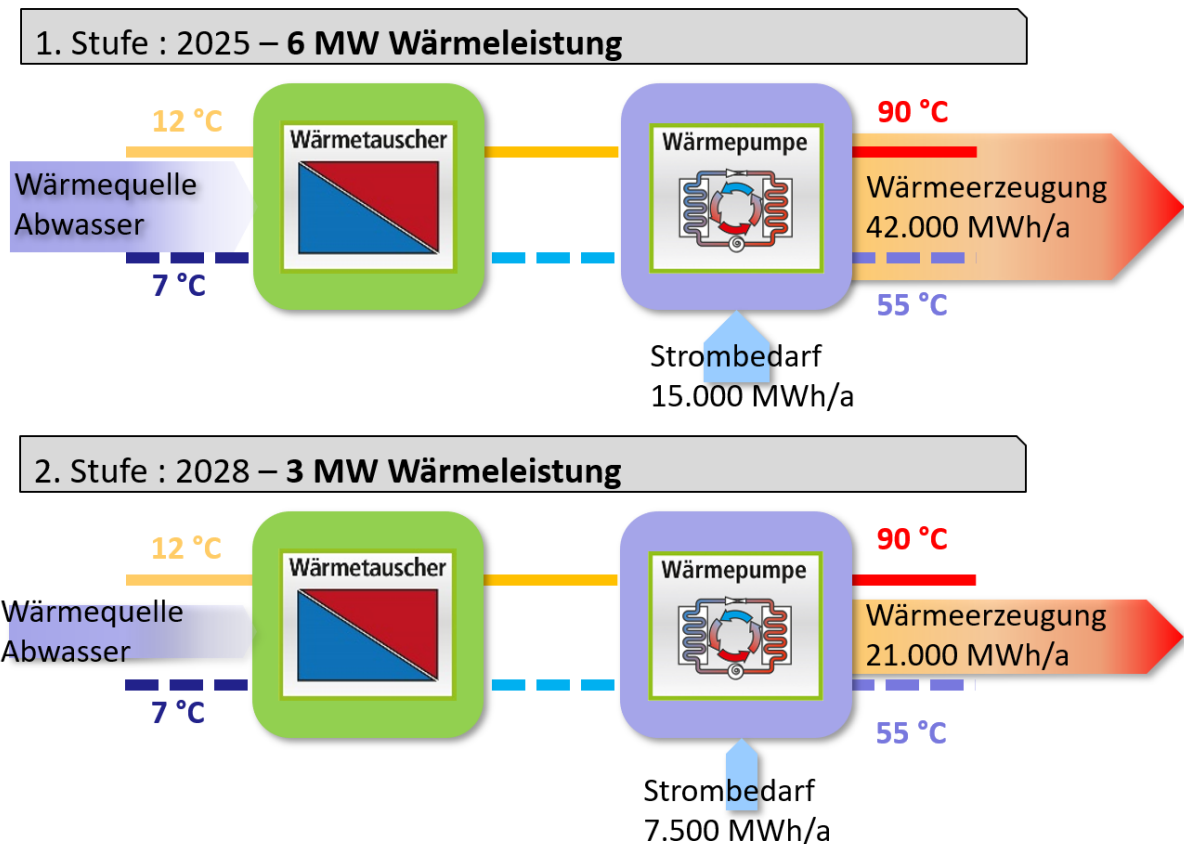 1. Stufe : 2025 – 6 MW Wärmeleistung
12 °C
Wärmetauscher
Wärmepumpe
90 °C
Wärmequelle
Abwasser
Wärmeerzeugung
42.000 MWh/a
7 °C
55 °C
Strombedarf
15.000 MWh/a
2. Stufe : 2028 – 3 MW Wärmeleistung
12 °C
Wärmetauscher
Wärmepumpe
90 °C
Wärmequelle
Abwasser
Wärmeerzeugung
21.000 MWh/a
7 °C
55 °C
Strombedarf
7.500 MWh/a